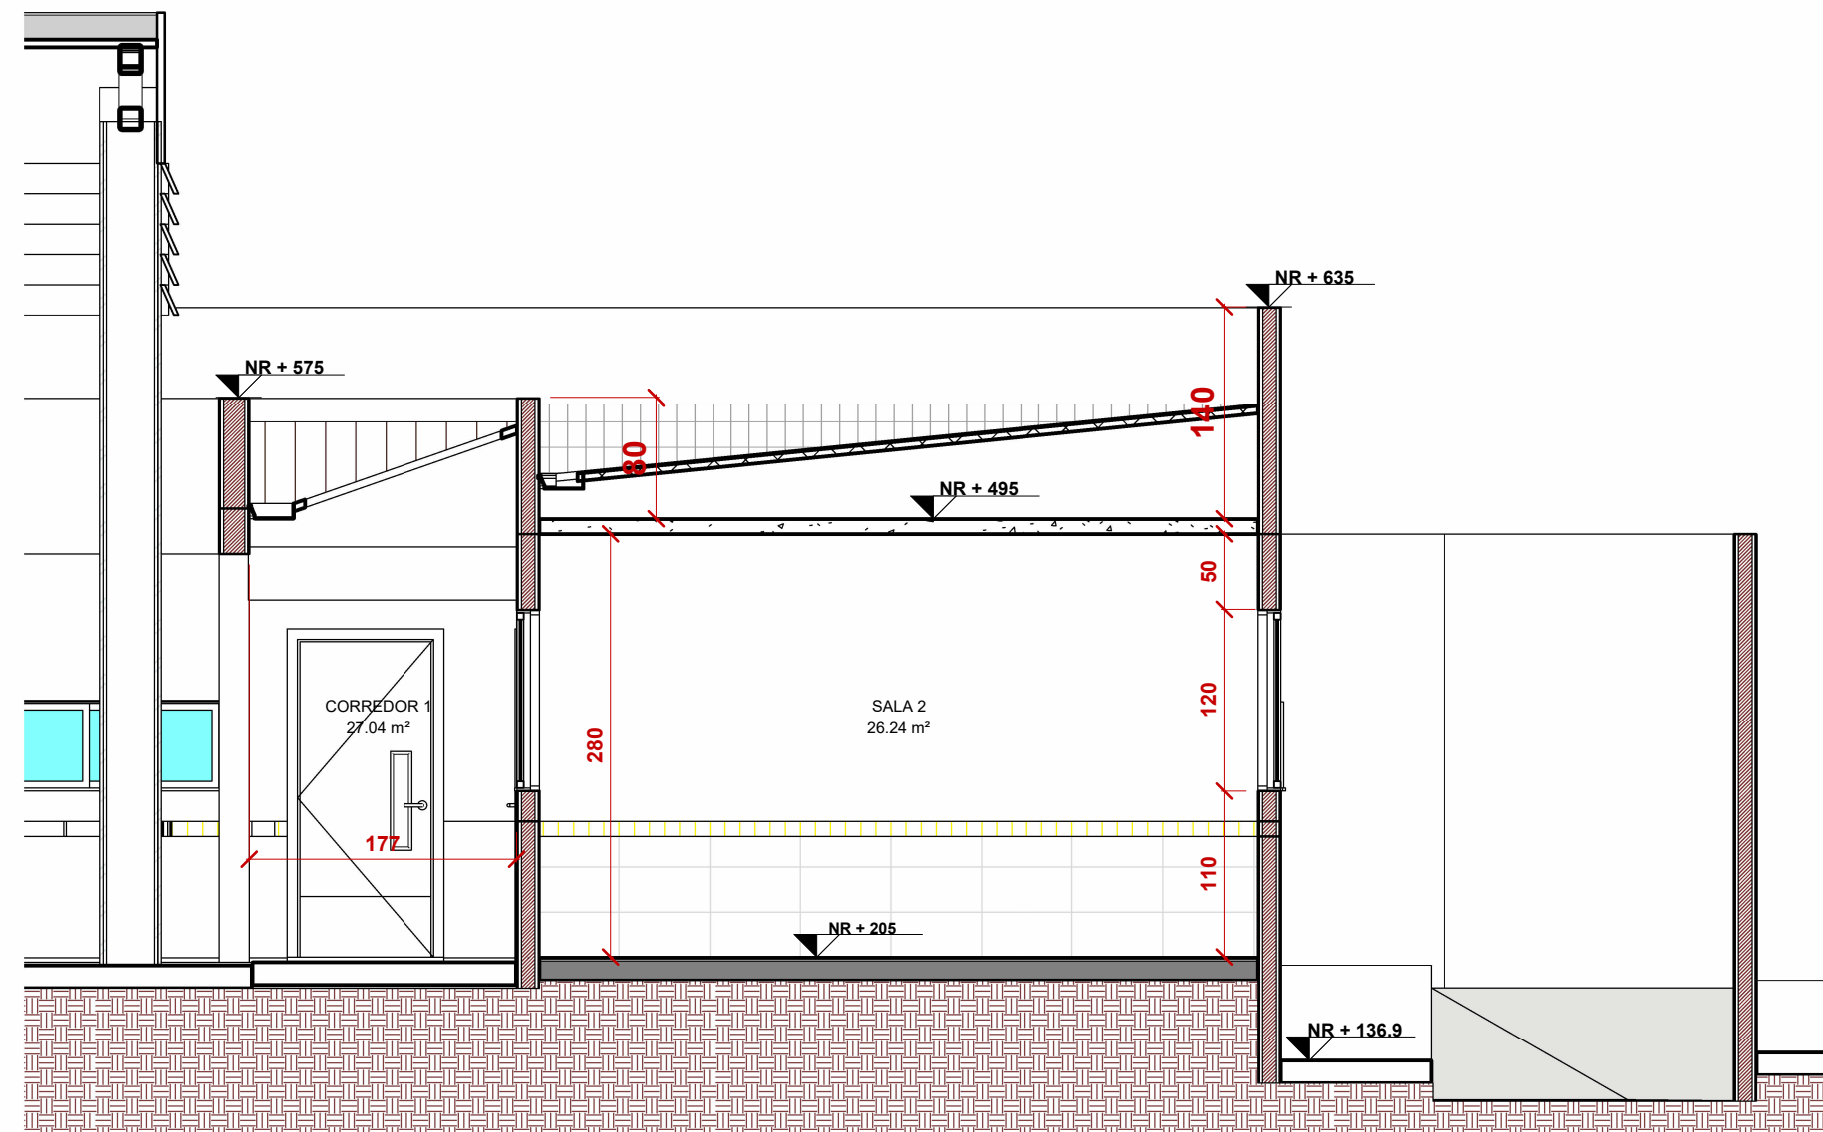 NR + 635
NR + 575
140
80
NR + 495
50
CORREDOR 1
27.04 m²
SALA 2
26.24 m²
120
280
177
110
NR + 205
NR + 136.9